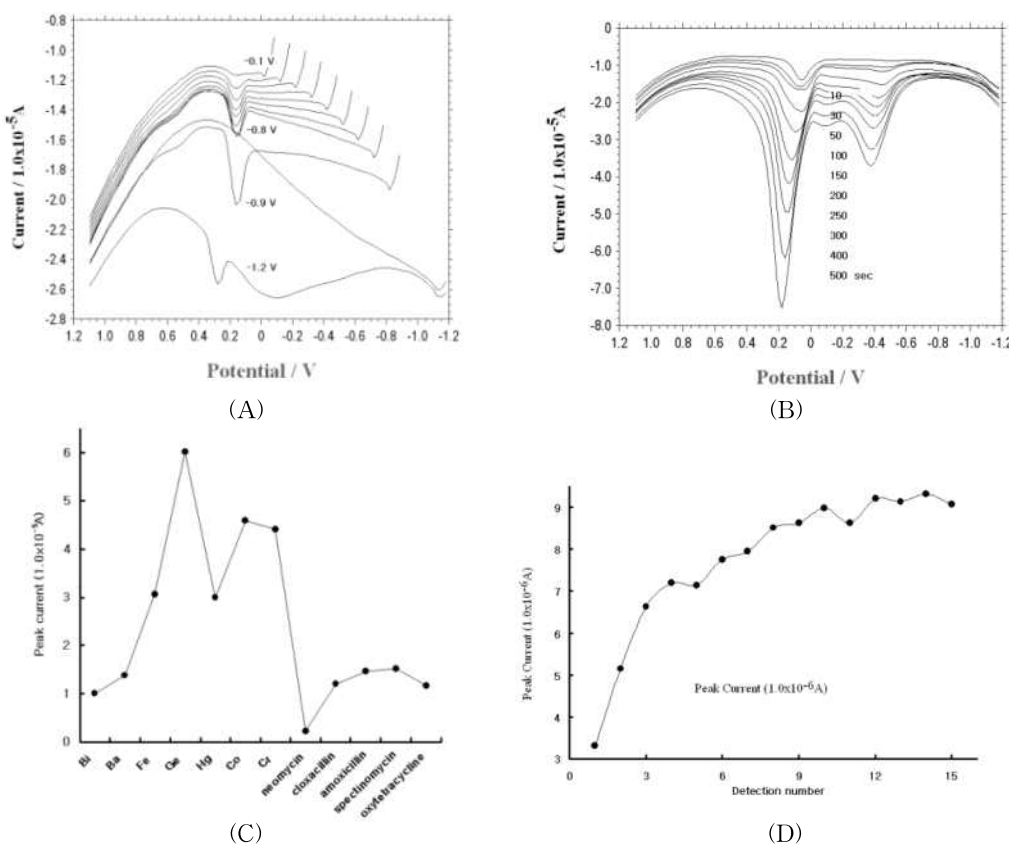 -0.8
-1.0
-1.2
-1.4
-1.6
-1.8
-2.0
-2.2
-2.4
-2.6
-2.8
Current / 1.0x10⁻⁵A
-0.1 V
-0.8 V
-0.9 V
-1.2 V
1.2 1.0 0.8 0.6 0.4 0.2 0 -0.2 -0.4 -0.6 -0.8 -1.0 -1.2
Potential / V
(A)
0
-1.0
-2.0
-3.0
-4.0
-5.0
-6.0
-7.0
-8.0
Current / 1.0x10⁻⁵A
10
30
50
100
150
200
250
300
400
500 sec
1.2 1.0 0.8 0.6 0.4 0.2 0 -0.2 -0.4 -0.6 -0.8 -1.0 -1.2
Potential / V
(B)
6
5
4
3
2
1
0
Peak current (1.0x10⁻⁵A)
Bi
Ba
Fe
Ge
Hg
Co
Cr
neomycin
cloxacillin
amoxicillin
spectinomycin
oxytetracycline
(C)
9
8
7
9
5
4
3
Peak Current (1.0x10⁻⁶A)
Peak Current (1.0x10⁻⁶A)
0 3 6 9 12 15
Detection number
(D)